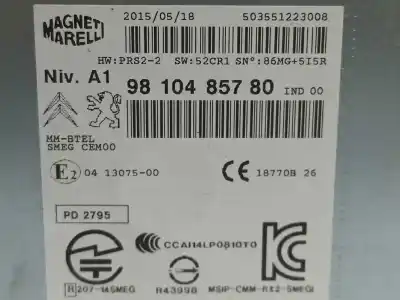 MAGNETI MARELLI
2015/05/18 503551223008
HW:PRS2-2 SW:52CR1 SN°:86MG+5I5R
Niv. A1 98 104 857 80 IND 00
MM-BTEL
SMEG CEM00
E2 04 13075-00 CE 18770B 26
PD 2795
CCAI14LP0810T0
R 207-14SMEG R43998 MSIP-CMM-RX2-SMEGI